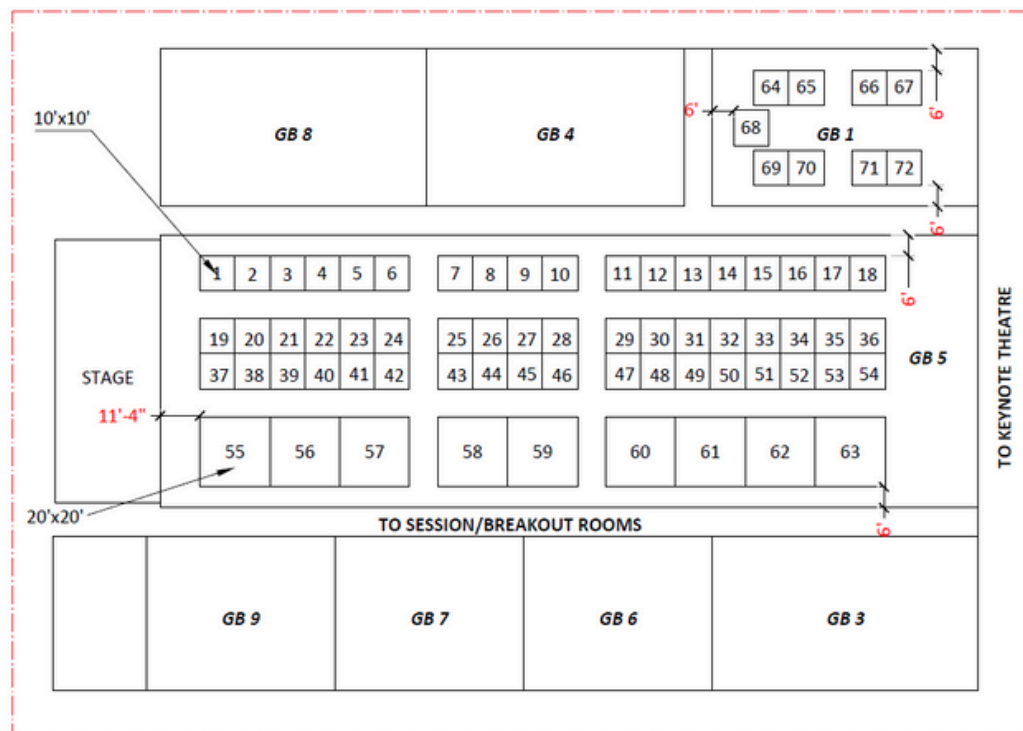 64 65 66 67
10'x10'
6'
6'
GB 8
GB 4
68
GB 1
69 70 71 72
6'
1 2 3 4 5 6 7 8 9 10 11 12 13 14 15 16 17 18
6'
19 20 21 22 23 24 25 26 27 28 29 30 31 32 33 34 35 36
GB 5
37 38 39 40 41 42 43 44 45 46 47 48 49 50 51 52 53 54
STAGE
TO KEYNOTE THEATRE
11'-4"
55 56 57 58 59 60 61 62 63
20'x20'
TO SESSION/BREAKOUT ROOMS
6'
GB 9
GB 7
GB 6
GB 3